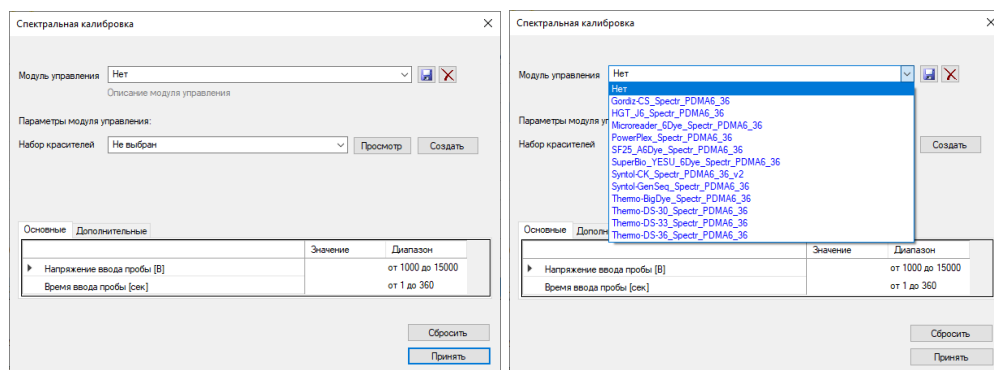 Спектральная калибровка
Модуль управления Нет
Описание модуля управления
Параметры модуля управления:
Набор красителей Не выбран Просмотр Создать
Основные Дополнительные
Значение Диапазон
Напряжение ввода пробы [В] от 1000 до 15000
Время ввода пробы [сек] от 1 до 360
Сбросить
Принять
Спектральная калибровка
Модуль управления Нет
Нет
Gordiz-CS_Spectr_PDMA6_36
HGT_J6_Spectr_PDMA6_36
Параметры модуля уп Microreader_6Dye_Spectr_PDMA6_36
PowerPlex_Spectr_PDMA6_36
Набор красителей SF25_A6Dye_Spectr_PDMA6_36 Создать
SuperBio_YESU_6Dye_Spectr_PDMA6_36
Syntol-CK_Spectr_PDMA6_36_v2
Syntol-GenSeq_Spectr_PDMA6_36
Thermo-BigDye_Spectr_PDMA6_36
Thermo-DS-30_Spectr_PDMA6_36
Thermo-DS-33_Spectr_PDMA6_36
Основные Дополн Thermo-DS-36_Spectr_PDMA6_36
Значение Диапазон
Напряжение ввода пробы [В] от 1000 до 15000
Время ввода пробы [сек] от 1 до 360
Сбросить
Принять